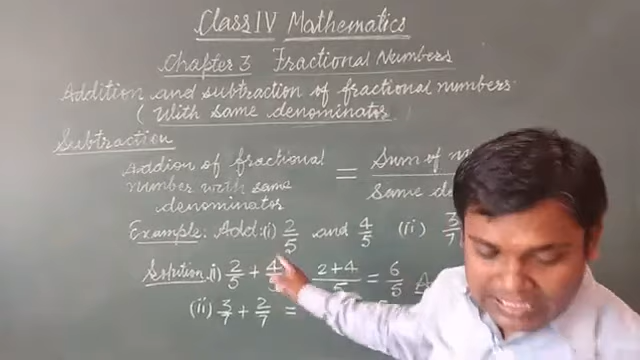 Class IV Mathematics
Chapter 3 Fractional Numbers
Addition and subtraction of fractional numbers.
(With same denominator)
Subtraction
Addion of fractional number with same denominator = Sum of / Same
Example: Add: (i) 2/5 and 4/5 (ii) 3/7
Solution: i) 2/5 + 4 2+4/5 = 6/5 A
(ii) 3/7 + 2/7 =